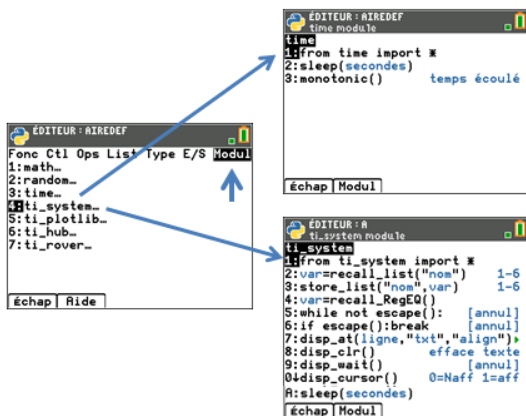 ÉDITEUR : AIREDEF
Fonc Ctl Ops List Type E/S Modul
1:math…
2:random…
3:time…
4:ti_system…
5:ti_plotlib…
6:ti_hub…
7:ti_rover…
échap Aide
ÉDITEUR : AIREDEF
time module
time
1:from time import *
2:sleep(secondes)
3:monotonic() temps écoulé
échap Modul
ÉDITEUR : A
ti_system module
ti_system
1:from ti_system import *
2:var=recall_list("nom") 1-6
3:store_list("nom",var) 1-6
4:var=recall_RegEQ()
5:while not escape(): [annul]
6:if escape():break [annul]
7:disp_at(ligne,"txt","align")▸
8:disp_clr() efface texte
9:disp_wait() [annul]
0↓disp_cursor() 0=Naff 1=aff
A:sleep(secondes)
échap Modul